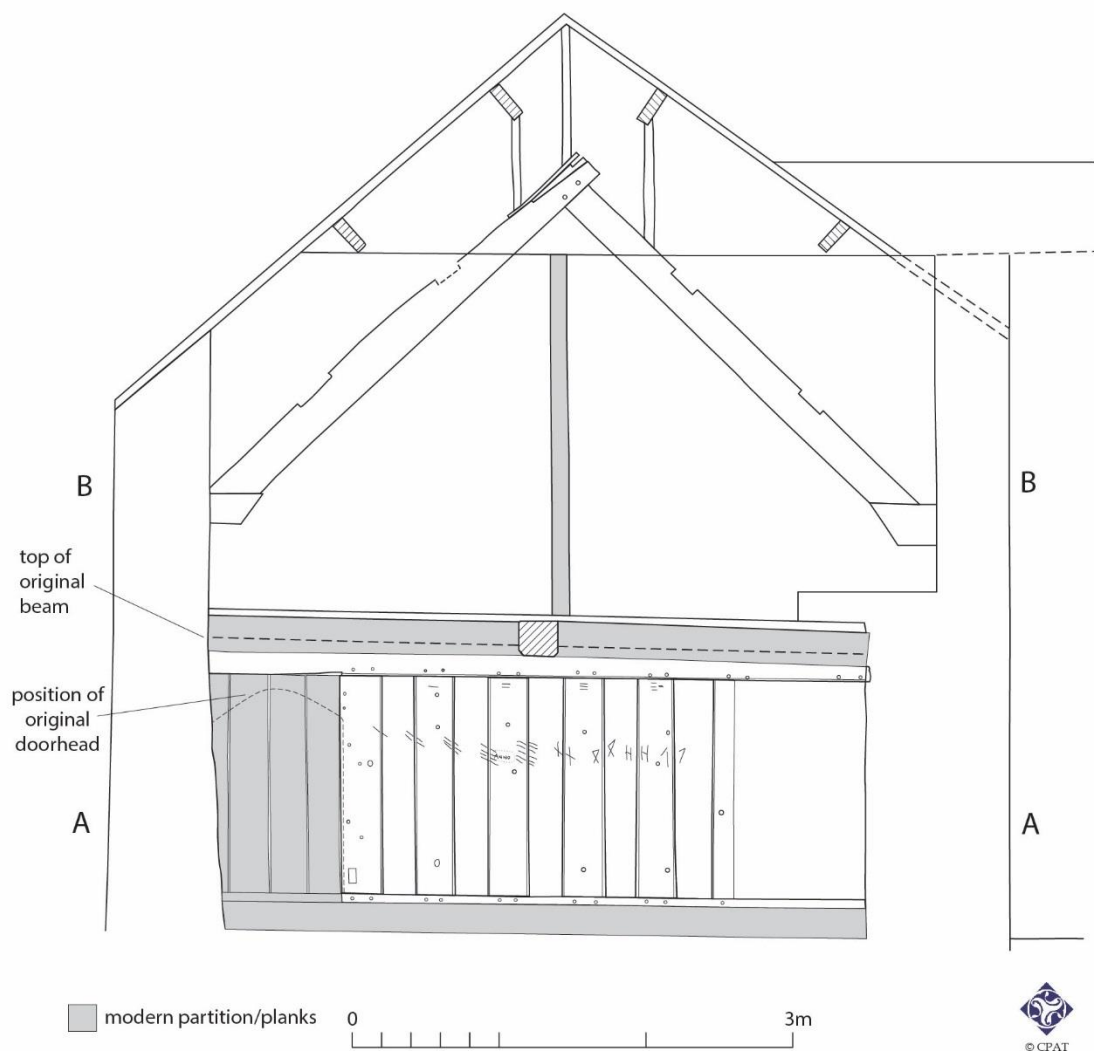 B
B
top of
original
beam
position of
original
doorhead
A
A
modern partition/planks
0
3m
© CPAT